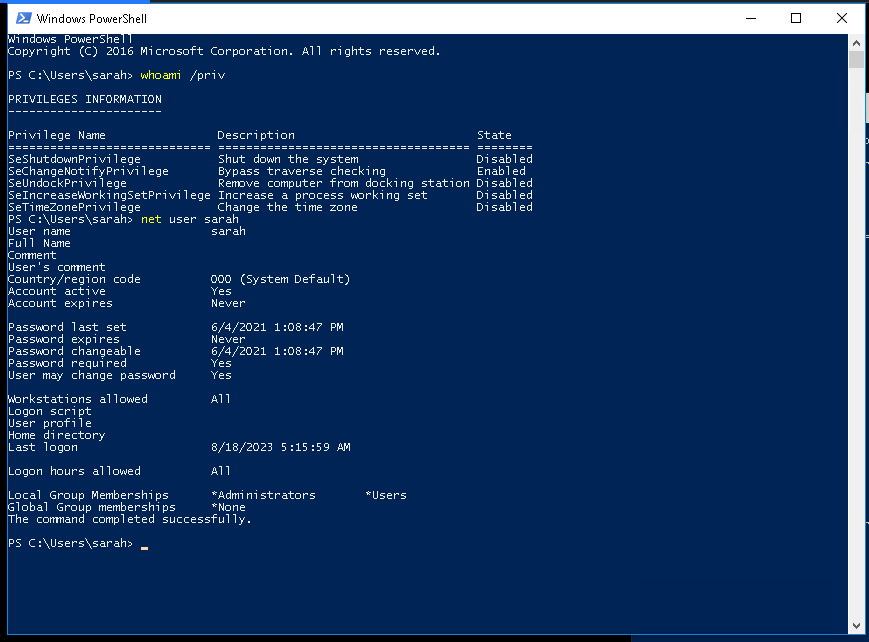 Windows PowerShell
Windows PowerShell
Copyright (C) 2016 Microsoft Corporation. All rights reserved.
PS C:\Users\sarah> whoami /priv
PRIVILEGES INFORMATION
----------------------
Privilege Name                Description                          State
============================= ==================================== ========
SeShutdownPrivilege           Shut down the system                 Disabled
SeChangeNotifyPrivilege       Bypass traverse checking             Enabled
SeUndockPrivilege             Remove computer from docking station Disabled
SeIncreaseWorkingSetPrivilege Increase a process working set       Disabled
SeTimeZonePrivilege           Change the time zone                 Disabled
PS C:\Users\sarah> net user sarah
User name                    sarah
Full Name
Comment
User's comment
Country/region code          000 (System Default)
Account active               Yes
Account expires              Never
Password last set            6/4/2021 1:08:47 PM
Password expires             Never
Password changeable          6/4/2021 1:08:47 PM
Password required            Yes
User may change password     Yes
Workstations allowed         All
Logon script
User profile
Home directory
Last logon                   8/18/2023 5:15:59 AM
Logon hours allowed          All
Local Group Memberships      *Administrators       *Users
Global Group memberships     *None
The command completed successfully.
PS C:\Users\sarah> _